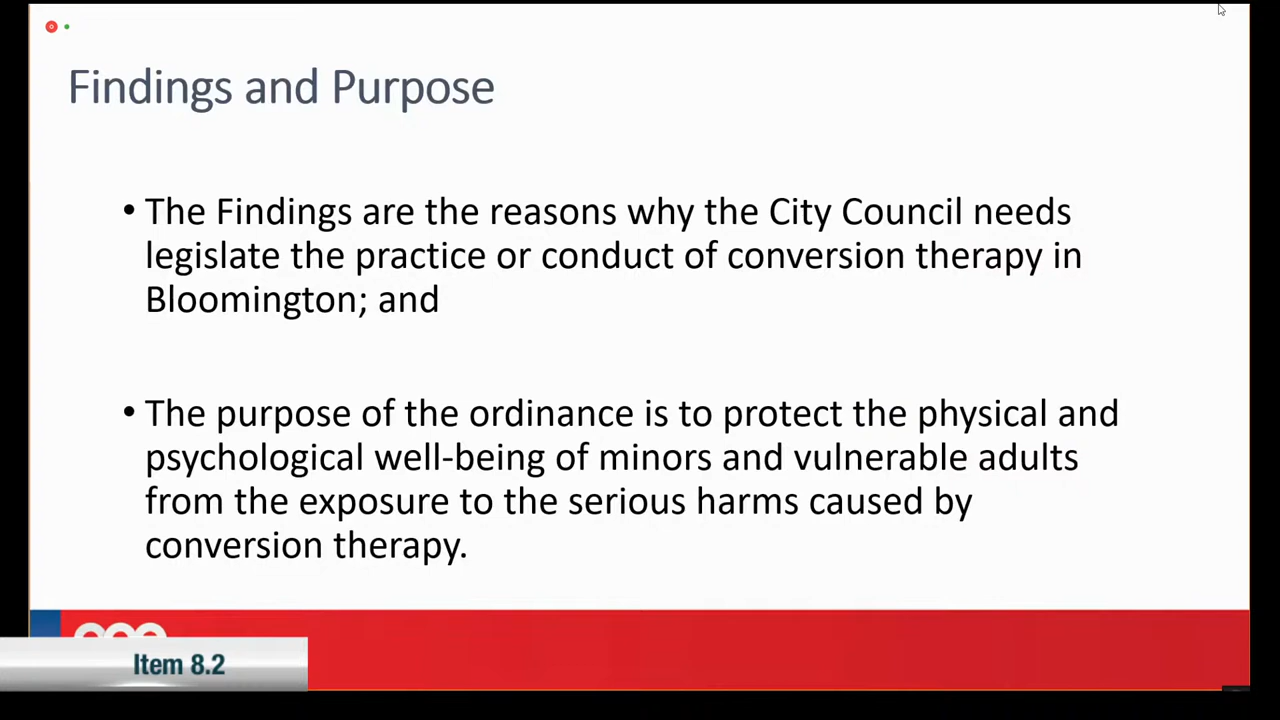 Findings and Purpose
• The Findings are the reasons why the City Council needs
legislate the practice or conduct of conversion therapy in
Bloomington; and
• The purpose of the ordinance is to protect the physical and
psychological well-being of minors and vulnerable adults
from the exposure to the serious harms caused by
conversion therapy.
Item 8.2